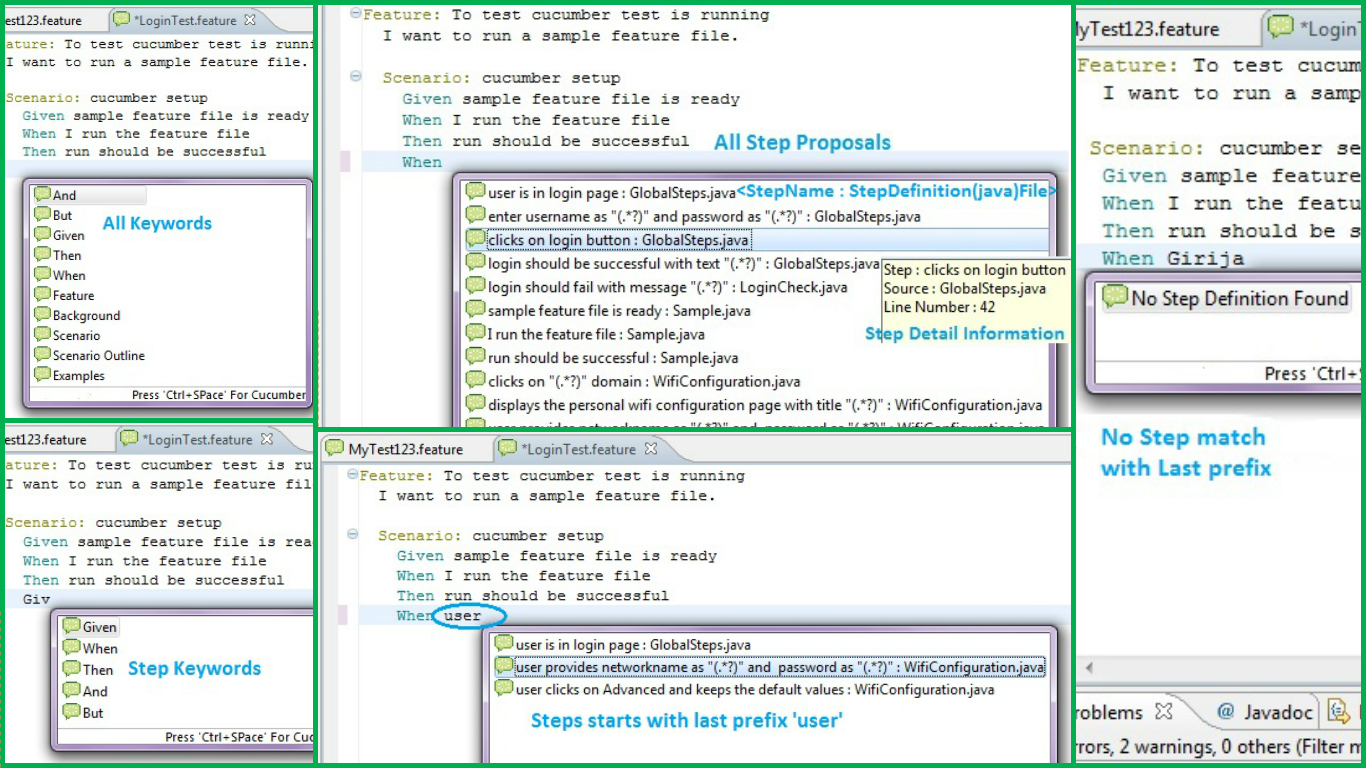 est123.feature
*LoginTest.feature
ature: To test cucumber test is runni
I want to run a sample feature file.
Scenario: cucumber setup
Given sample feature file is ready
When I run the feature file
Then run should be successful
And
But
All Keywords
Given
Then
When
Feature
Background
Scenario
Scenario Outline
Examples
Press 'Ctrl+SPace' For Cucumber
Feature: To test cucumber test is running
I want to run a sample feature file.
Scenario: cucumber setup
Given sample feature file is ready
When I run the feature file
Then run should be successful
All Step Proposals
When
user is in login page : GlobalSteps.java
<StepName : StepDefinition(java)File>
enter username as "(.*?)" and password as "(.*?)" : GlobalSteps.java
clicks on login button : GlobalSteps.java
login should be successful with text "(.*?)" : GlobalSteps.java
login should fail with message "(.*?)" : LoginCheck.java
sample feature file is ready : Sample.java
I run the feature file : Sample.java
run should be successful : Sample.java
clicks on "(.*?)" domain : WifiConfiguration.java
displays the personal wifi configuration page with title "(.*?)" : WifiConfiguration.java
user provides networkname as "(.*?)" and  password as "(.*?)" : WifiConfiguration.java
Step : clicks on login button
Source : GlobalSteps.java
Line Number : 42
Step Detail Information
MyTest123.feature
*LoginT
Feature: To test cucum
I want to run a samp
Scenario: cucumber se
Given sample feature
When I run the featu
Then run should be s
When Girija
No Step Definition Found
Press 'Ctrl+
No Step match
with Last prefix
roblems
@ Javadoc
rrors, 2 warnings, 0 others (Filter m
est123.feature
*LoginTest.feature
ature: To test cucumber test is ru
I want to run a sample feature fil
Scenario: cucumber setup
Given sample feature file is rea
When I run the feature file
Then run should be successful
Giv
Given
When
Then
Step Keywords
And
But
Press 'Ctrl+SPace' For Cuc
MyTest123.feature
*LoginTest.feature
Feature: To test cucumber test is running
I want to run a sample feature file.
Scenario: cucumber setup
Given sample feature file is ready
When I run the feature file
Then run should be successful
When user
user is in login page : GlobalSteps.java
user provides networkname as "(.*?)" and  password as "(.*?)" : WifiConfiguration.java
user clicks on Advanced and keeps the default values : WifiConfiguration.java
Steps starts with last prefix 'user'